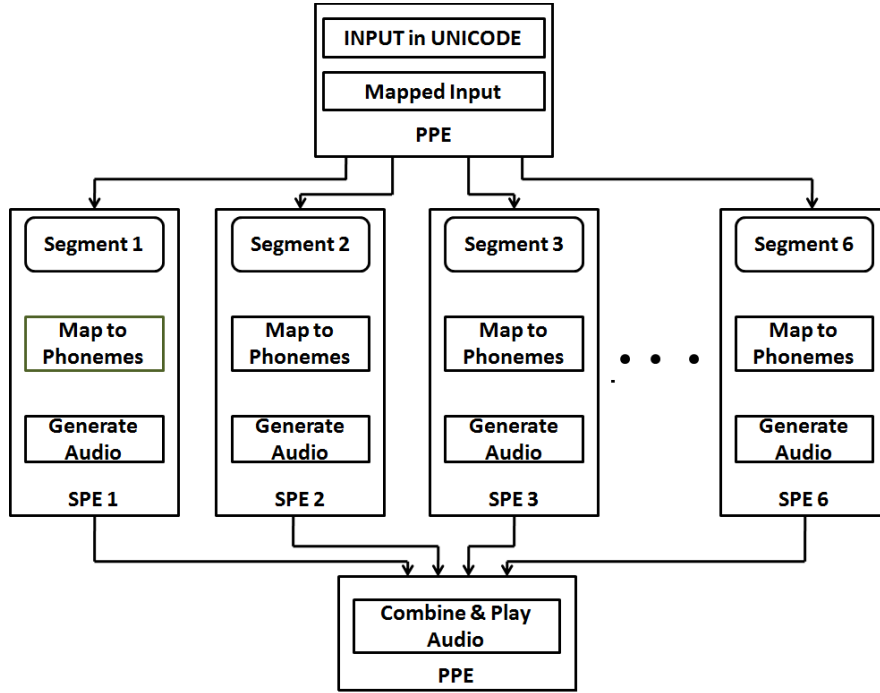 INPUT in UNICODE
Mapped Input
PPE
Segment 1
Map to
Phonemes
Generate
Audio
SPE 1
Segment 2
Map to
Phonemes
Generate
Audio
SPE 2
Segment 3
Map to
Phonemes
Generate
Audio
SPE 3
. . .
Segment 6
Map to
Phonemes
Generate
Audio
SPE 6
Combine & Play
Audio
PPE